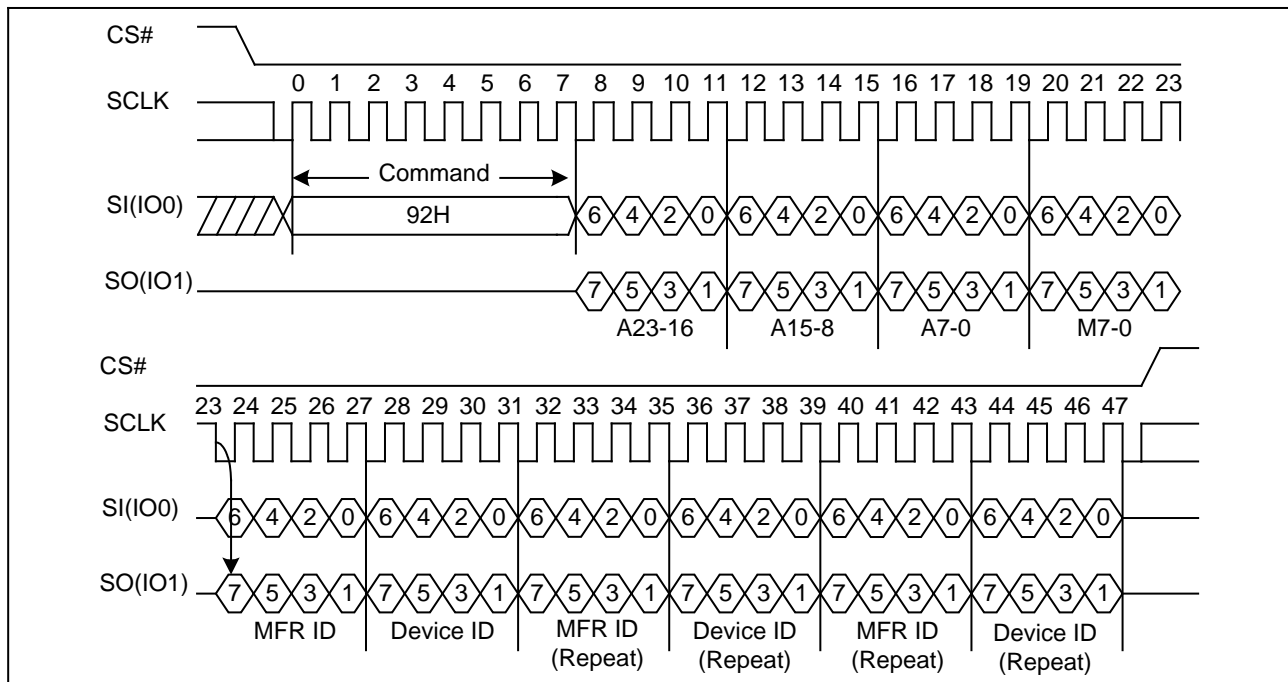 CS#
0 1 2 3 4 5 6 7 8 9 10 11 12 13 14 15 16 17 18 19 20 21 22 23
SCLK
Command
SI(IO0) 92H 6 4 2 0 6 4 2 0 6 4 2 0 6 4 2 0
SO(IO1) 7 5 3 1 7 5 3 1 7 5 3 1 7 5 3 1
A23-16 A15-8 A7-0 M7-0
CS#
23 24 25 26 27 28 29 30 31 32 33 34 35 36 37 38 39 40 41 42 43 44 45 46 47
SCLK
SI(IO0) 6 4 2 0 6 4 2 0 6 4 2 0 6 4 2 0 6 4 2 0 6 4 2 0
SO(IO1) 7 5 3 1 7 5 3 1 7 5 3 1 7 5 3 1 7 5 3 1 7 5 3 1
MFR ID Device ID MFR ID Device ID MFR ID Device ID
(Repeat) (Repeat) (Repeat) (Repeat)